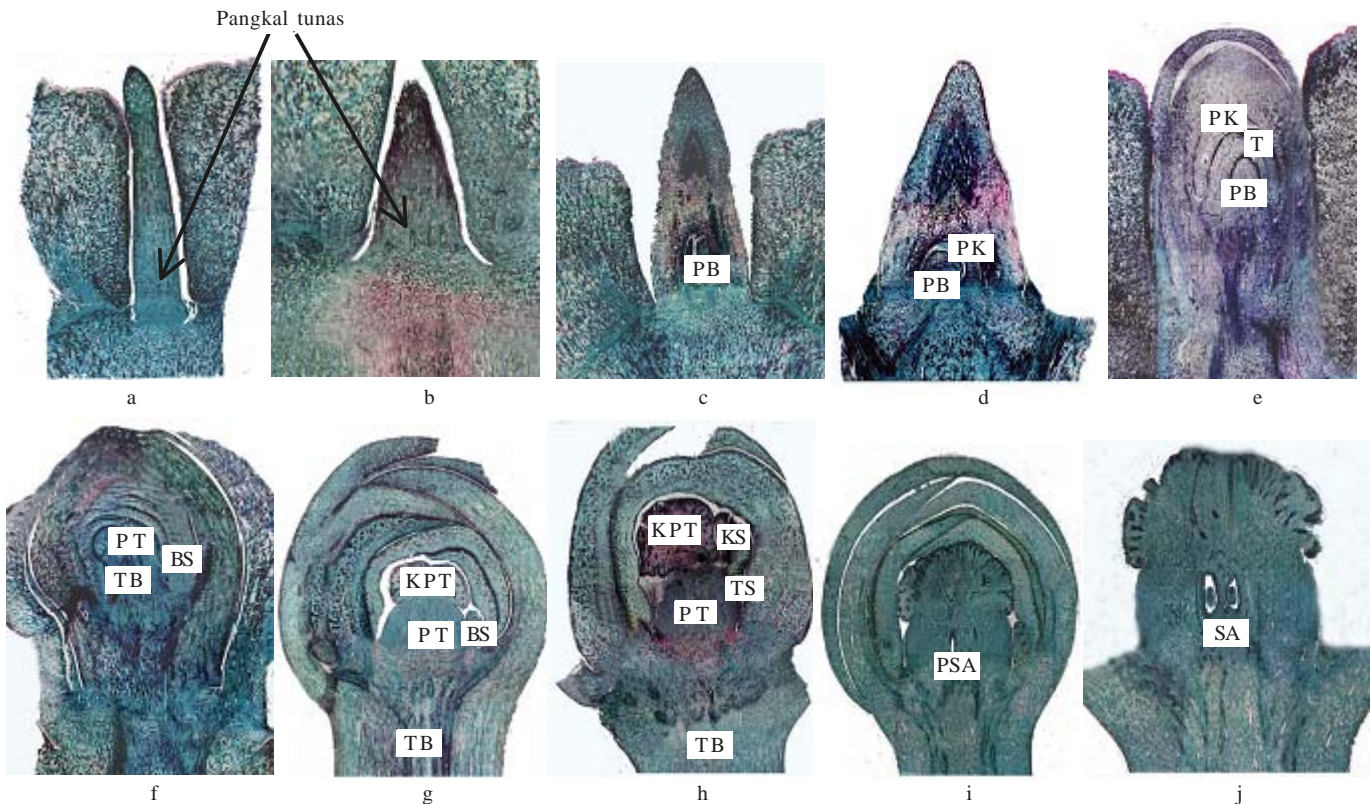 Pangkal tunas
PB
PK
PB
PK
T
PB
a
b
c
d
e
PT
TB
BS
KPT
PT
BS
TB
KPT
KS
TS
PT
TB
PSA
SA
f
g
h
i
j